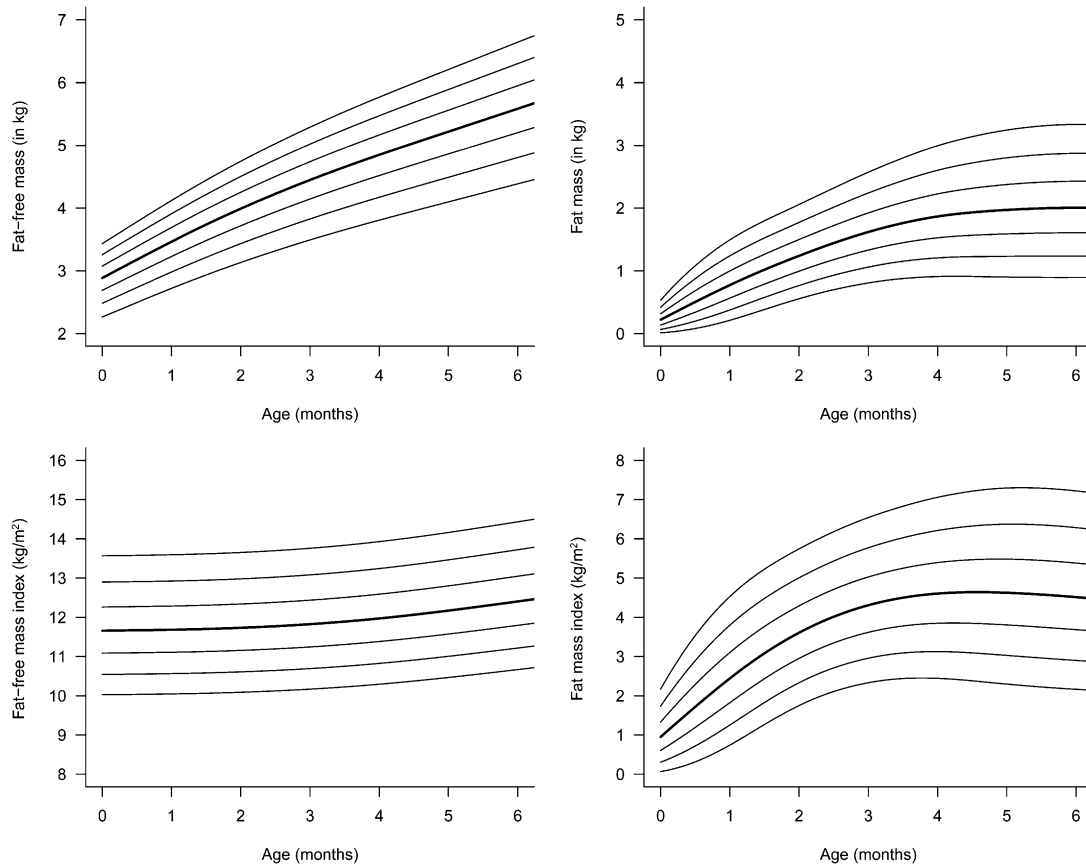 Fat−free mass (in kg)
7
6
5
4
3
2
0 1 2 3 4 5 6
Age (months)
Fat mass (in kg)
5
4
3
2
1
0
0 1 2 3 4 5 6
Age (months)
Fat−free mass index (kg/m²)
16
15
14
13
12
11
10
9
8
0 1 2 3 4 5 6
Age (months)
Fat mass index (kg/m²)
8
7
6
5
4
3
2
1
0
0 1 2 3 4 5 6
Age (months)